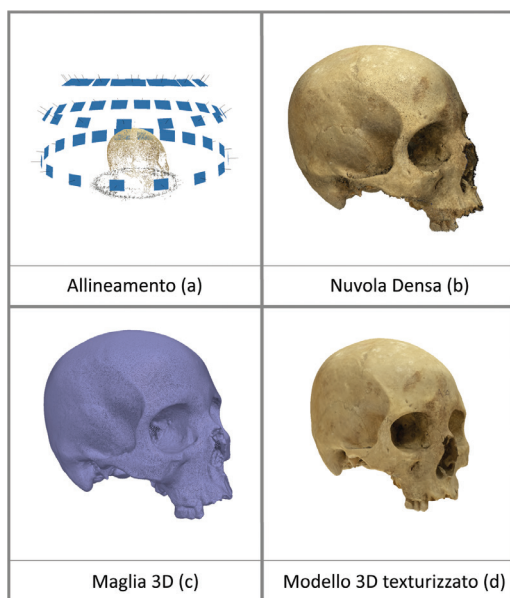 Allineamento (a)
Nuvola Densa (b)
Maglia 3D (c)
Modello 3D texturizzato (d)